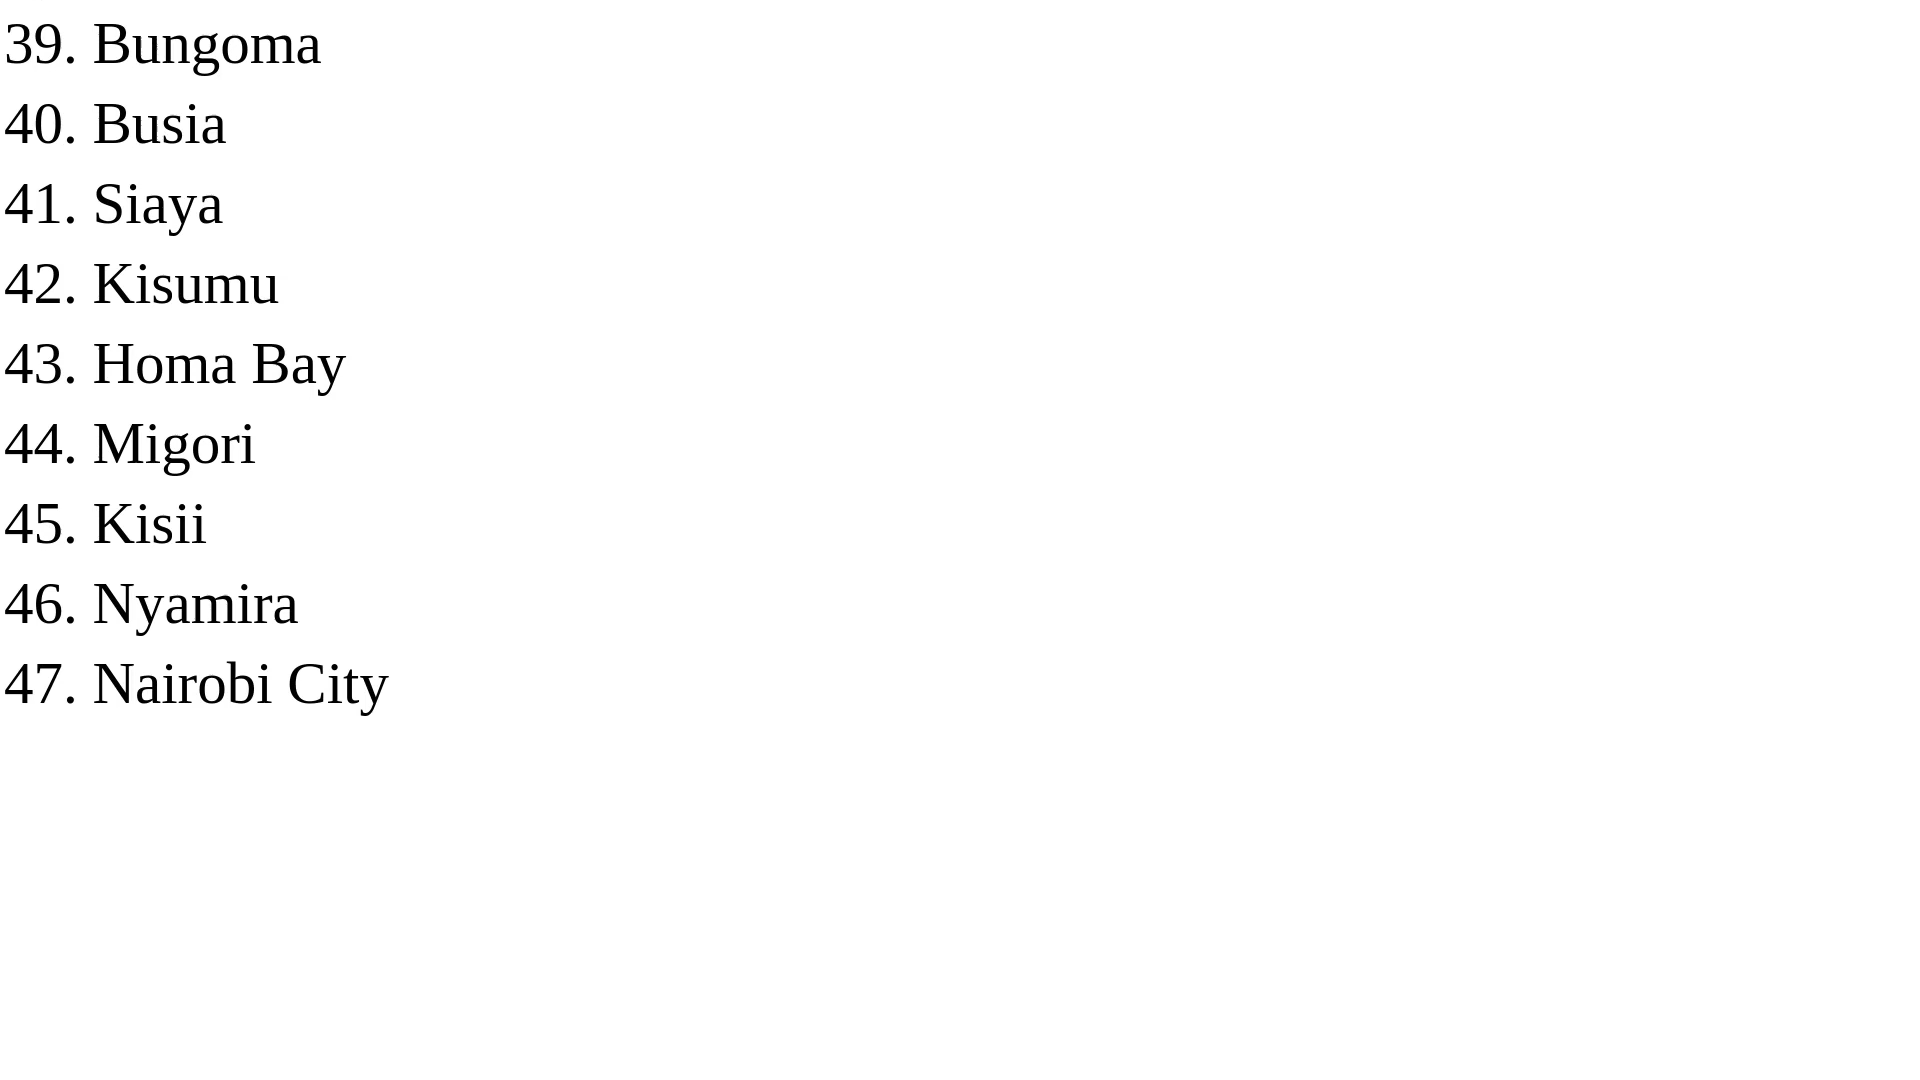 39. Bungoma
40. Busia
41. Siaya
42. Kisumu
43. Homa Bay
44. Migori
45. Kisii
46. Nyamira
47. Nairobi City